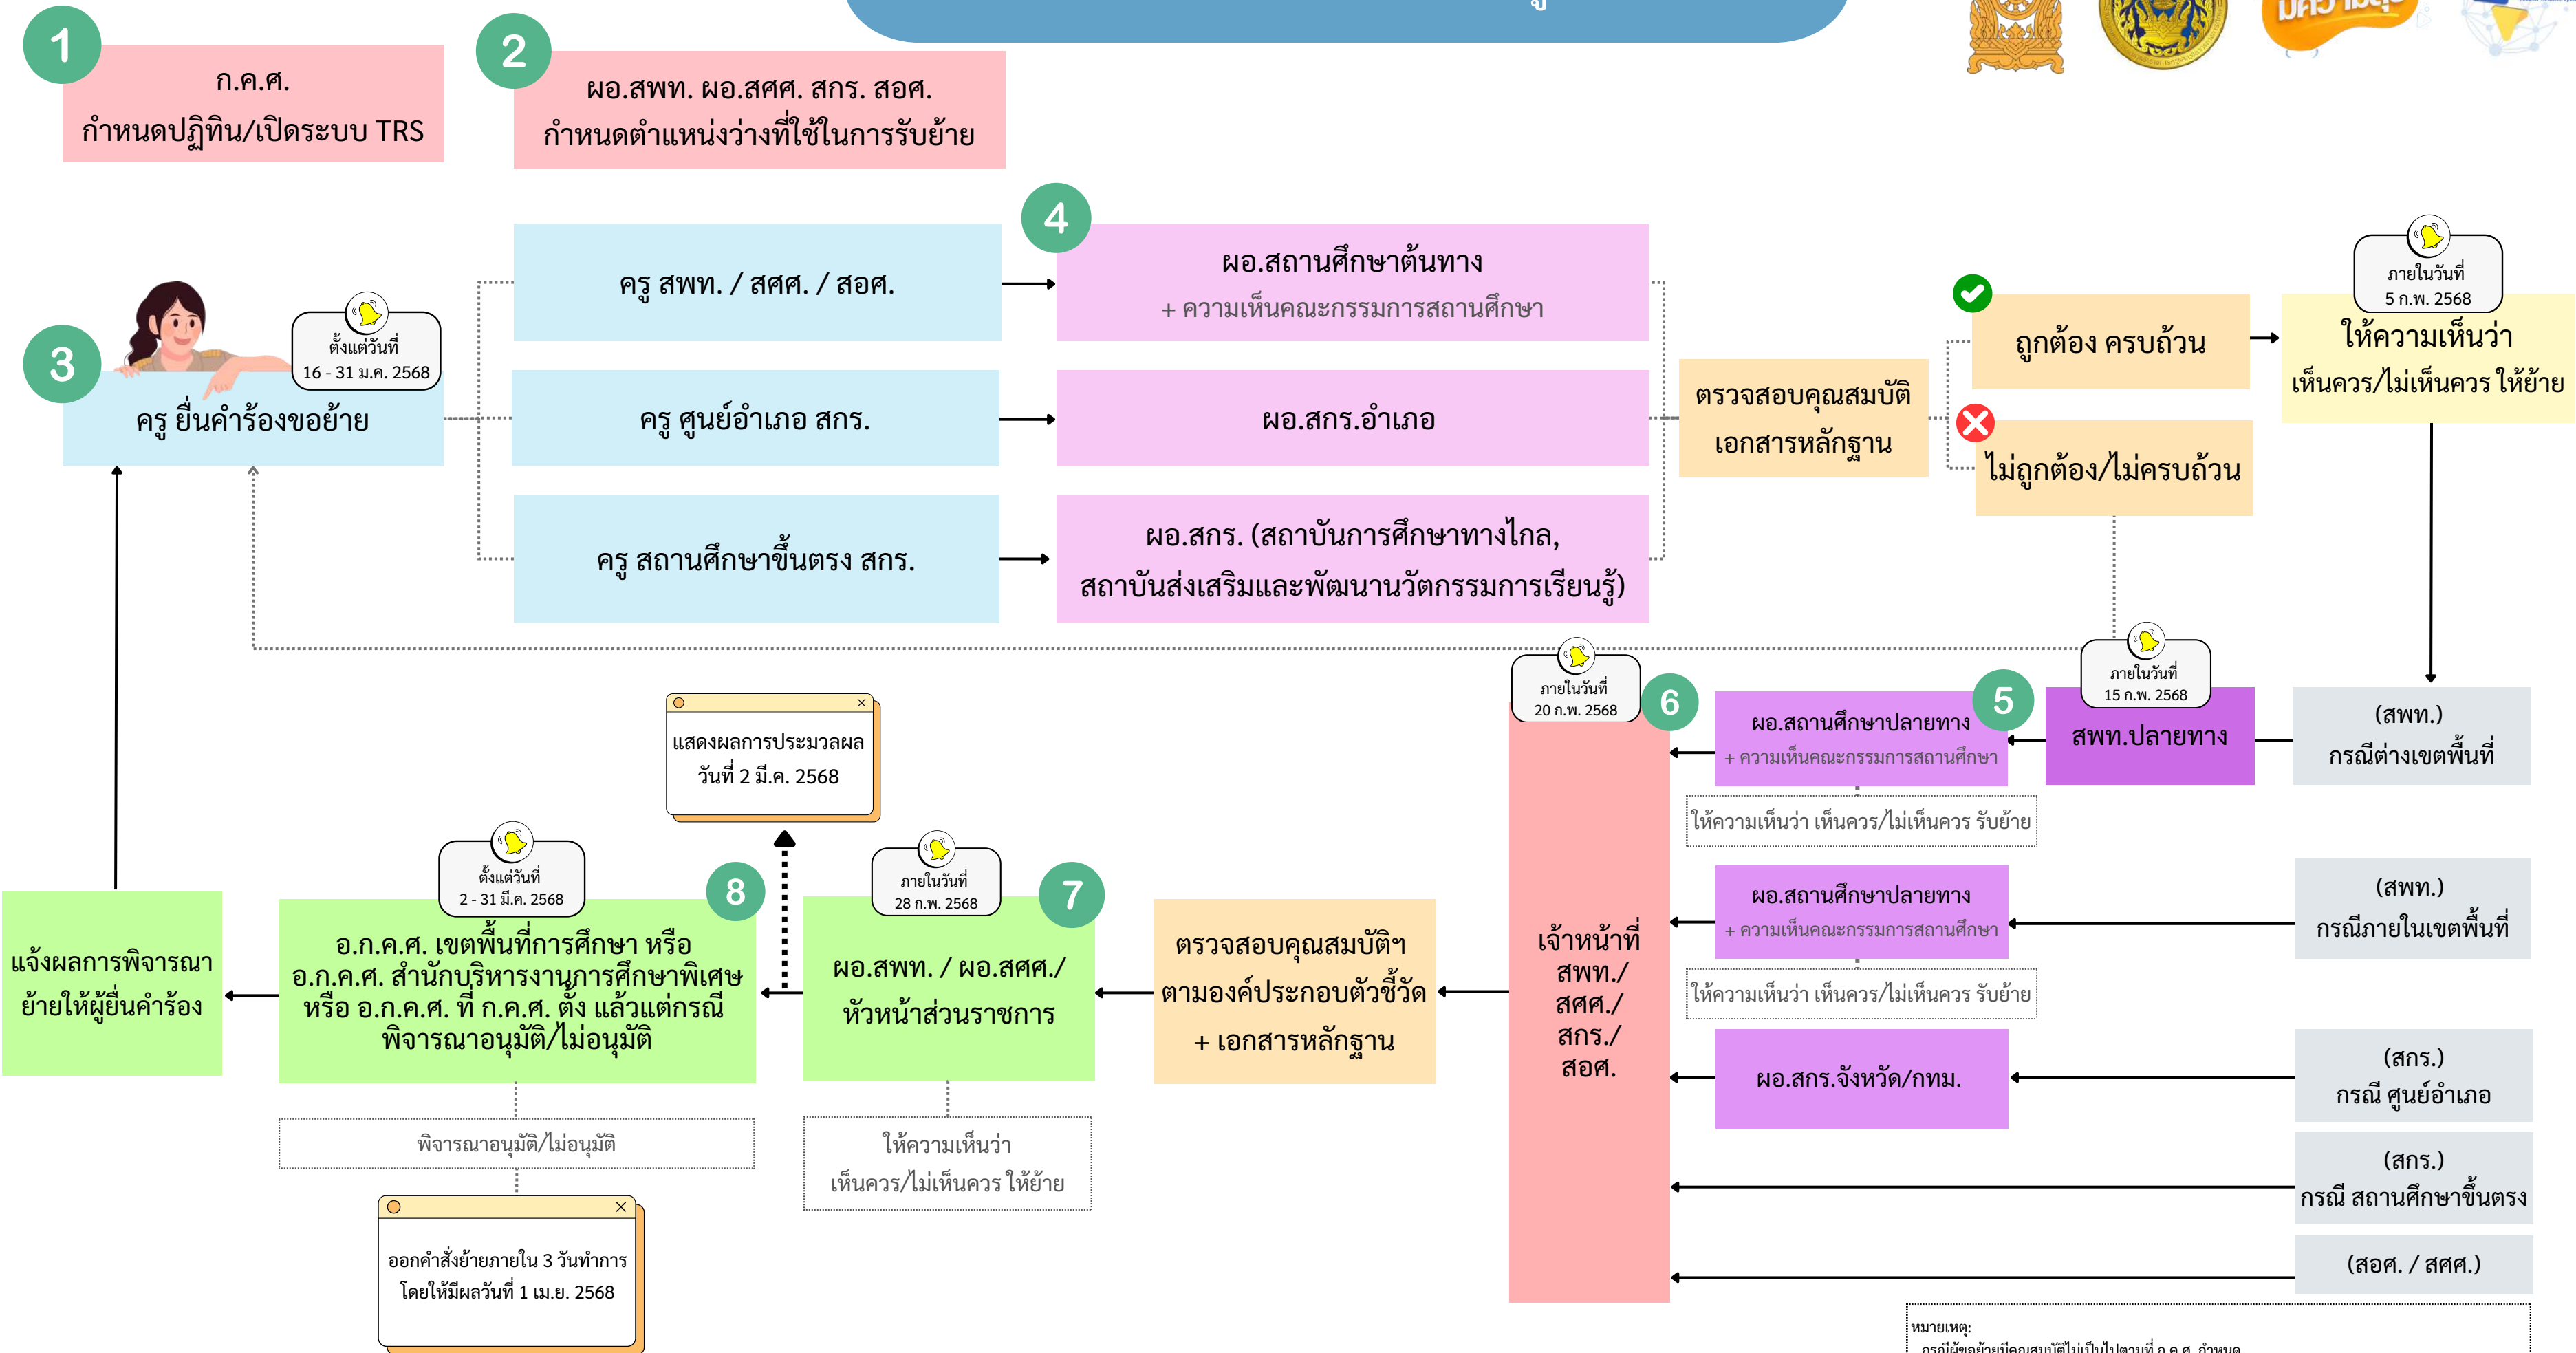 1
ก.ค.ศ.
กำหนดปฏิทิน/เปิดระบบ TRS
2
ผอ.สพท. ผอ.สศศ. สกร. สอศ.
กำหนดตำแหน่งว่างที่ใช้ในการรับย้าย
3
ตั้งแต่วันที่
16 - 31 ม.ค. 2568
ครู ยื่นคำร้องขอย้าย
ครู สพท. / สศศ. / สอศ.
ครู ศูนย์อำเภอ สกร.
ครู สถานศึกษาขึ้นตรง สกร.
4
ผอ.สถานศึกษาต้นทาง
+ ความเห็นคณะกรรมการสถานศึกษา
ผอ.สกร.อำเภอ
ผอ.สกร. (สถาบันการศึกษาทางไกล,
สถาบันส่งเสริมและพัฒนานวัตกรรมการเรียนรู้)
ตรวจสอบคุณสมบัติ
เอกสารหลักฐาน
ถูกต้อง ครบถ้วน
ไม่ถูกต้อง/ไม่ครบถ้วน
ภายในวันที่
5 ก.พ. 2568
ให้ความเห็นว่า
เห็นควร/ไม่เห็นควร ให้ย้าย
(สพท.)
กรณีต่างเขตพื้นที่
ภายในวันที่
15 ก.พ. 2568
สพท.ปลายทาง
5
ผอ.สถานศึกษาปลายทาง
+ ความเห็นคณะกรรมการสถานศึกษา
ให้ความเห็นว่า เห็นควร/ไม่เห็นควร รับย้าย
(สพท.)
กรณีภายในเขตพื้นที่
ผอ.สถานศึกษาปลายทาง
+ ความเห็นคณะกรรมการสถานศึกษา
ให้ความเห็นว่า เห็นควร/ไม่เห็นควร รับย้าย
(สกร.)
กรณี ศูนย์อำเภอ
ผอ.สกร.จังหวัด/กทม.
(สกร.)
กรณี สถานศึกษาขึ้นตรง
(สอศ. / สศศ.)
6
ภายในวันที่
20 ก.พ. 2568
เจ้าหน้าที่
สพท./
สศศ./
สกร./
สอศ.
ตรวจสอบคุณสมบัติฯ
ตามองค์ประกอบตัวชี้วัด
+ เอกสารหลักฐาน
7
ภายในวันที่
28 ก.พ. 2568
ผอ.สพท. / ผอ.สศศ./
หัวหน้าส่วนราชการ
ให้ความเห็นว่า
เห็นควร/ไม่เห็นควร ให้ย้าย
แสดงผลการประมวลผล
วันที่ 2 มี.ค. 2568
8
ตั้งแต่วันที่
2 - 31 มี.ค. 2568
อ.ก.ค.ศ. เขตพื้นที่การศึกษา หรือ
อ.ก.ค.ศ. สำนักบริหารงานการศึกษาพิเศษ
หรือ อ.ก.ค.ศ. ที่ ก.ค.ศ. ตั้ง แล้วแต่กรณี
พิจารณาอนุมัติ/ไม่อนุมัติ
พิจารณาอนุมัติ/ไม่อนุมัติ
ออกคำสั่งย้ายภายใน 3 วันทำการ
โดยให้มีผลวันที่ 1 เม.ย. 2568
แจ้งผลการพิจารณา
ย้ายให้ผู้ยื่นคำร้อง
หมายเหตุ:
กรณีผู้ขอย้ายมีคุณสมบัติไม่เป็นไปตามที่ ก.ค.ศ. กำหนด